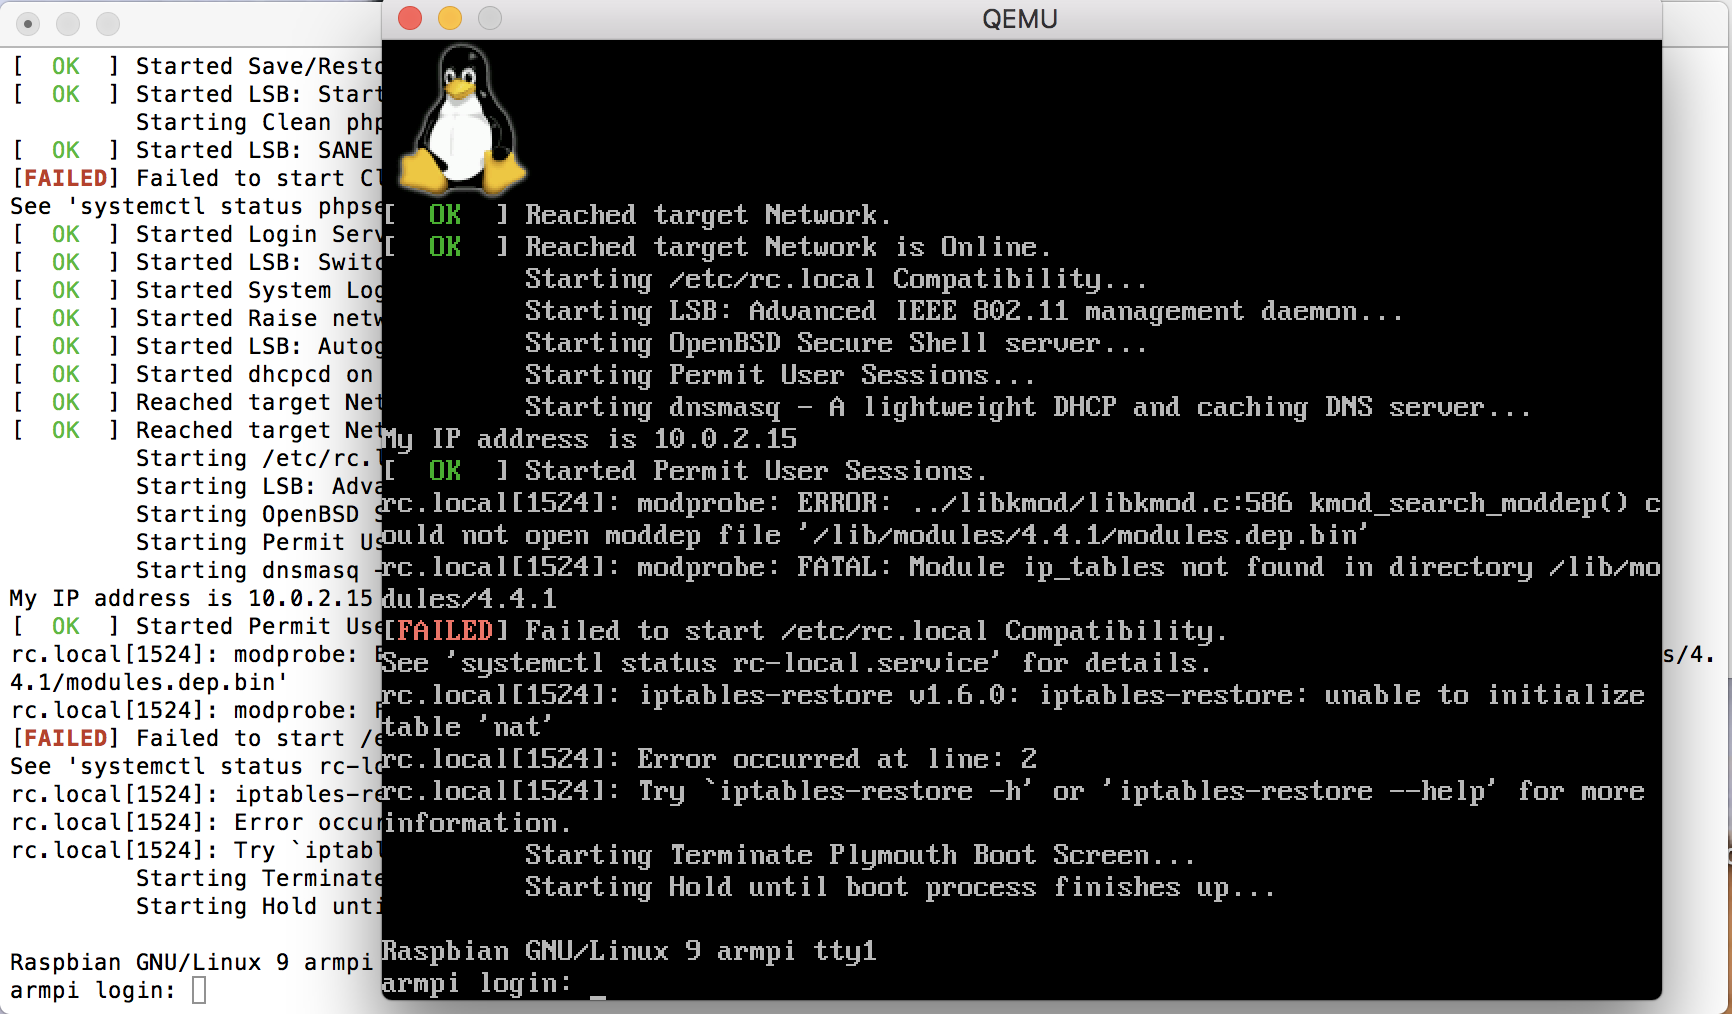 [  OK  ] Started Save/Resto
[  OK  ] Started LSB: Start
Starting Clean php
[  OK  ] Started LSB: SANE
[FAILED] Failed to start Cl
See 'systemctl status phpse
[  OK  ] Started Login Serv
[  OK  ] Started LSB: Switc
[  OK  ] Started System Log
[  OK  ] Started Raise netw
[  OK  ] Started LSB: Autog
[  OK  ] Started dhcpcd on
[  OK  ] Reached target Net
[  OK  ] Reached target Net
Starting /etc/rc.l
Starting LSB: Adva
Starting OpenBSD S
Starting Permit Us
Starting dnsmasq -
My IP address is 10.0.2.15
[  OK  ] Started Permit Use
rc.local[1524]: modprobe: E
s/4.
4.1/modules.dep.bin'
rc.local[1524]: modprobe: F
[FAILED] Failed to start /e
See 'systemctl status rc-lo
rc.local[1524]: iptables-re
rc.local[1524]: Error occur
rc.local[1524]: Try `iptabl
Starting Terminate
Starting Hold unti
Raspbian GNU/Linux 9 armpi
armpi login:
QEMU
[  OK  ] Reached target Network.
[  OK  ] Reached target Network is Online.
Starting /etc/rc.local Compatibility...
Starting LSB: Advanced IEEE 802.11 management daemon...
Starting OpenBSD Secure Shell server...
Starting Permit User Sessions...
Starting dnsmasq - A lightweight DHCP and caching DNS server...
My IP address is 10.0.2.15
[  OK  ] Started Permit User Sessions.
rc.local[1524]: modprobe: ERROR: ../libkmod/libkmod.c:586 kmod_search_moddep() c
ould not open moddep file '/lib/modules/4.4.1/modules.dep.bin'
rc.local[1524]: modprobe: FATAL: Module ip_tables not found in directory /lib/mo
dules/4.4.1
[FAILED] Failed to start /etc/rc.local Compatibility.
See 'systemctl status rc-local.service' for details.
rc.local[1524]: iptables-restore v1.6.0: iptables-restore: unable to initialize
table 'nat'
rc.local[1524]: Error occurred at line: 2
rc.local[1524]: Try `iptables-restore -h' or 'iptables-restore --help' for more
information.
Starting Terminate Plymouth Boot Screen...
Starting Hold until boot process finishes up...
Raspbian GNU/Linux 9 armpi tty1
armpi login: _